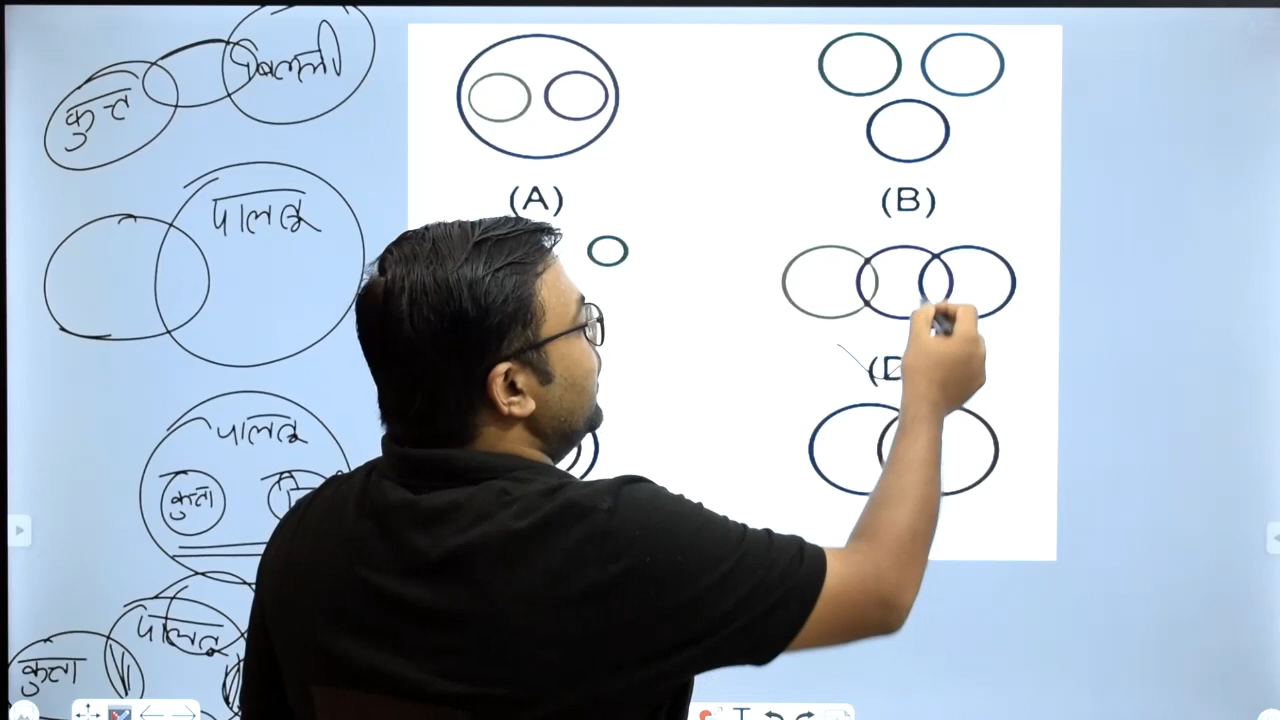 कुत्त
बिल्ली
पालतू
पालतू
कुत्ता
पालतू
कुत्ता
(A)
(B)
(D
T